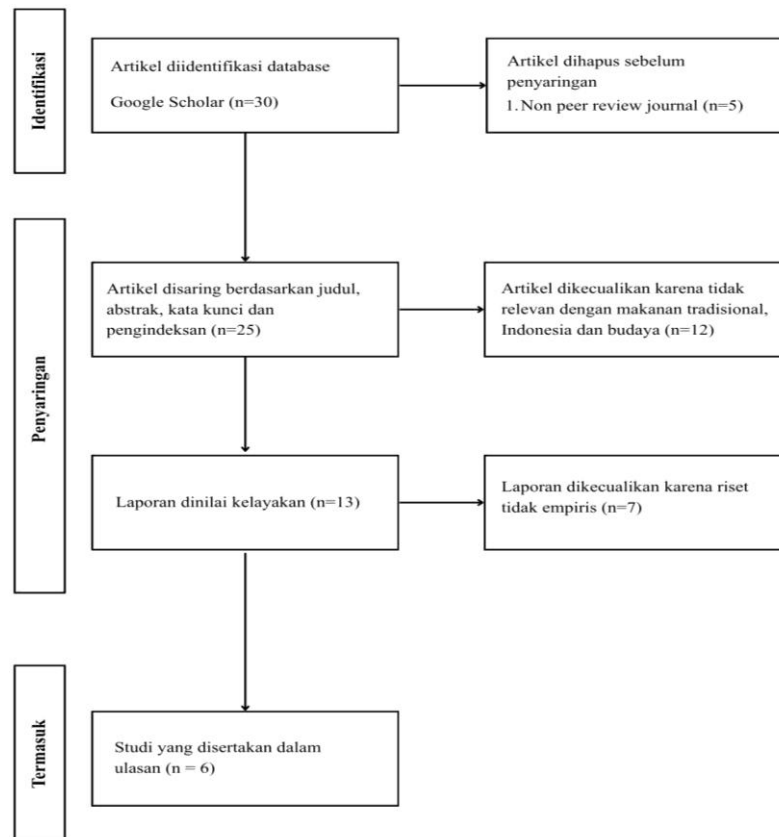 Identifikasi
Artikel diidentifikasi database
Google Scholar (n=30)
Artikel dihapus sebelum
penyaringan
1. Non peer review journal (n=5)
Penyaringan
Artikel disaring berdasarkan judul,
abstrak, kata kunci dan
pengindeksan (n=25)
Artikel dikecualikan karena tidak
relevan dengan makanan tradisional,
Indonesia dan budaya (n=12)
Laporan dinilai kelayakan (n=13)
Laporan dikecualikan karena riset
tidak empiris (n=7)
Termasuk
Studi yang disertakan dalam
ulasan (n = 6)